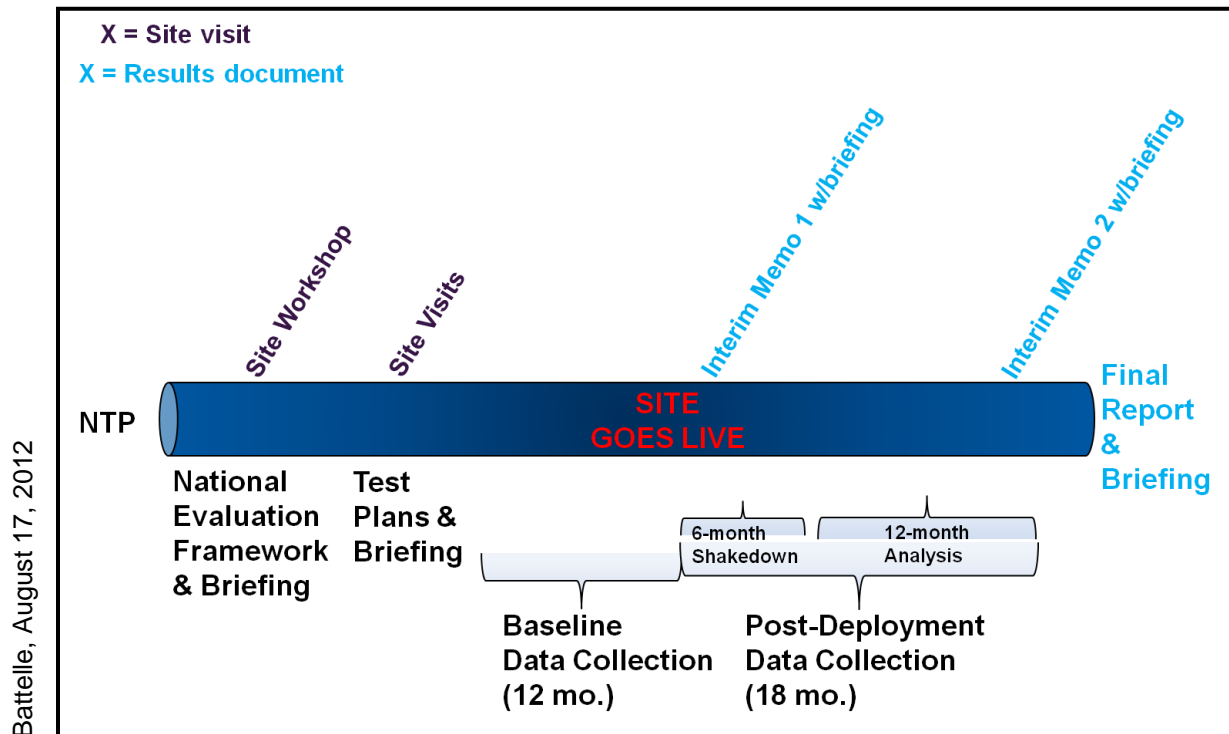 X = Site visit
X = Results document
Site Workshop
Site Visits
Interim Memo 1 w/briefing
Interim Memo 2 w/briefing
NTP
SITE
GOES LIVE
Final
Report
&
Briefing
National
Evaluation
Framework
& Briefing
Test
Plans &
Briefing
6-month
Shakedown
12-month
Analysis
Baseline
Data Collection
(12 mo.)
Post-Deployment
Data Collection
(18 mo.)
Battelle, August 17, 2012